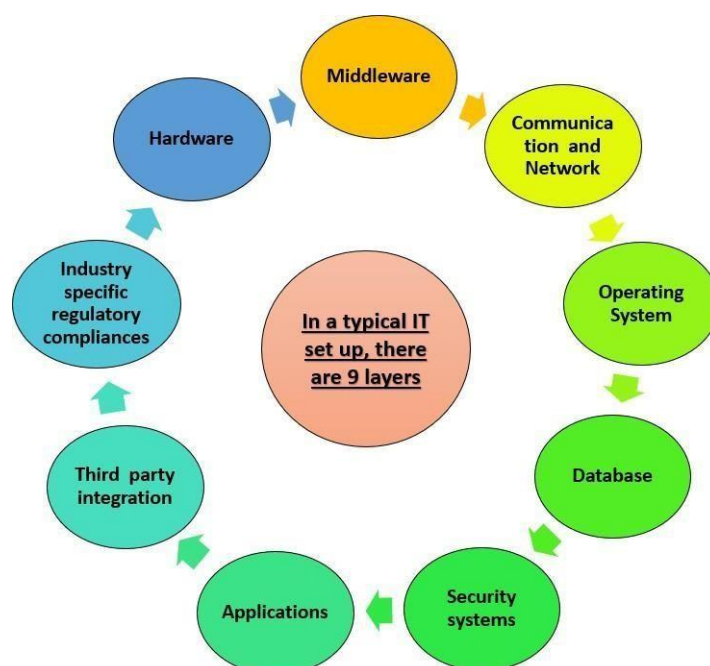 Middleware
Communica
tion and
Network
Operating
System
Database
Security
systems
Applications
Third party
integration
Industry
specific
regulatory
compliances
Hardware
In a typical IT
set up, there
are 9 layers